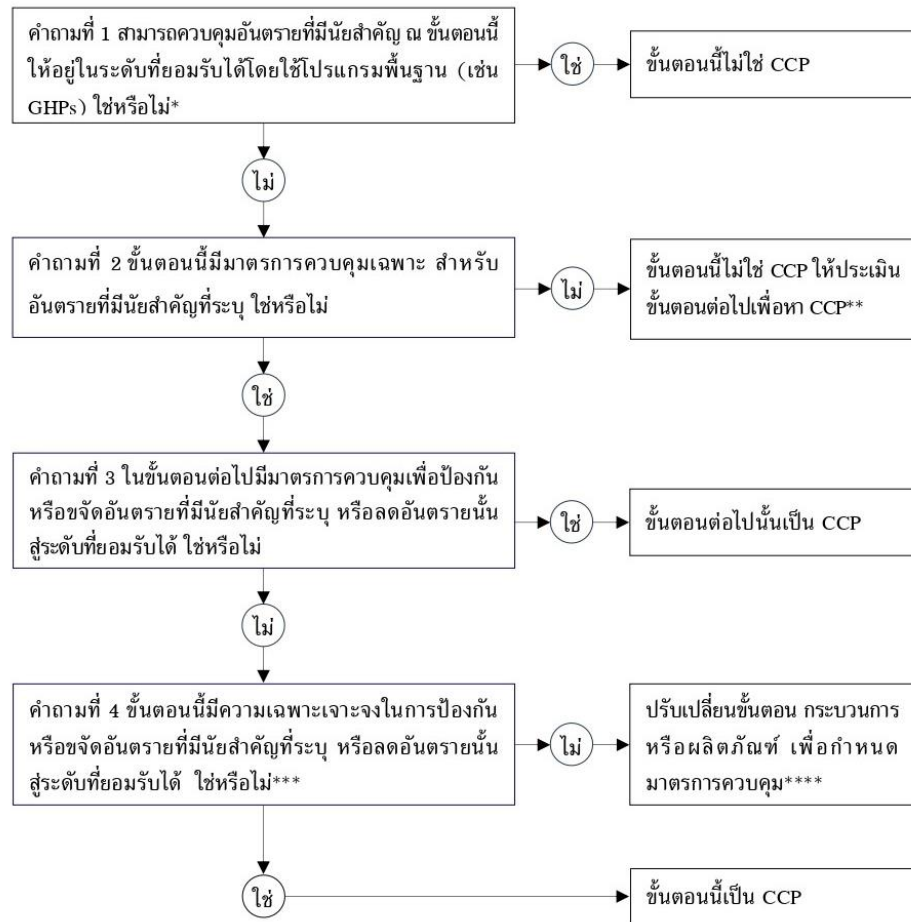 คำถามที่ 1 สามารถควบคุมอันตรายที่มีนัยสำคัญ ณ ขั้นตอนนี้
ให้อยู่ในระดับที่ยอมรับได้โดยใช้โปรแกรมพื้นฐาน (เช่น
GHPs) ใช่หรือไม่*
ใช่
ขั้นตอนนี้ไม่ใช่ CCP
ไม่
คำถามที่ 2 ขั้นตอนนี้มีมาตรการควบคุมเฉพาะ สำหรับ
อันตรายที่มีนัยสำคัญที่ระบุ ใช่หรือไม่
ไม่
ขั้นตอนนี้ไม่ใช่ CCP ให้ประเมิน
ขั้นตอนต่อไปเพื่อหา CCP**
ใช่
คำถามที่ 3 ในขั้นตอนต่อไปมีมาตรการควบคุมเพื่อป้องกัน
หรือขจัดอันตรายที่มีนัยสำคัญที่ระบุ หรือลดอันตรายนั้น
สู่ระดับที่ยอมรับได้ ใช่หรือไม่
ใช่
ขั้นตอนต่อไปนั้นเป็น CCP
ไม่
คำถามที่ 4 ขั้นตอนนี้มีความเฉพาะเจาะจงในการป้องกัน
หรือขจัดอันตรายที่มีนัยสำคัญที่ระบุ หรือลดอันตรายนั้น
สู่ระดับที่ยอมรับได้ ใช่หรือไม่***
ไม่
ปรับเปลี่ยนขั้นตอน กระบวนการ
หรือผลิตภัณฑ์ เพื่อกำหนด
มาตรการควบคุม****
ใช่
ขั้นตอนนี้เป็น CCP